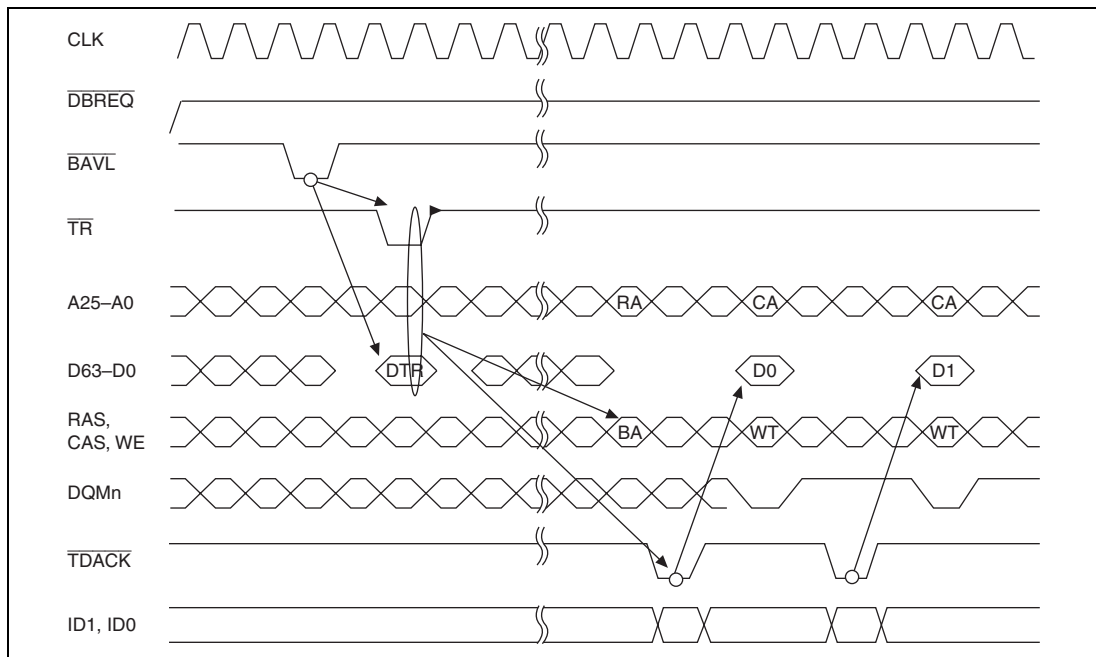 CLK
DBREQ
BAVL
TR
A25–A0 RA CA CA
D63–D0 DTR D0 D1
RAS,
CAS, WE BA WT WT
DQMn
TDACK
ID1, ID0